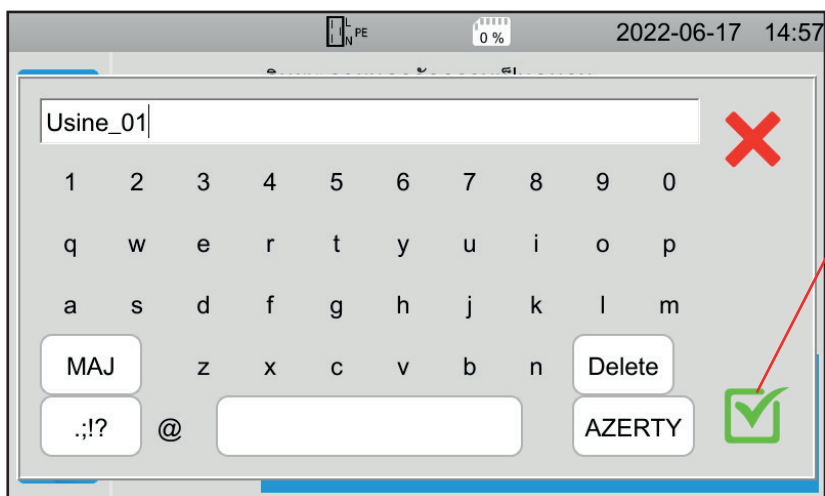 L
N PE
0 % 2022-06-17 14:57
Usine_01
1 2 3 4 5 6 7 8 9 0
q w e r t y u i o p
a s d f g h j k l m
MAJ z x c v b n Delete
.;!? @ AZERTY